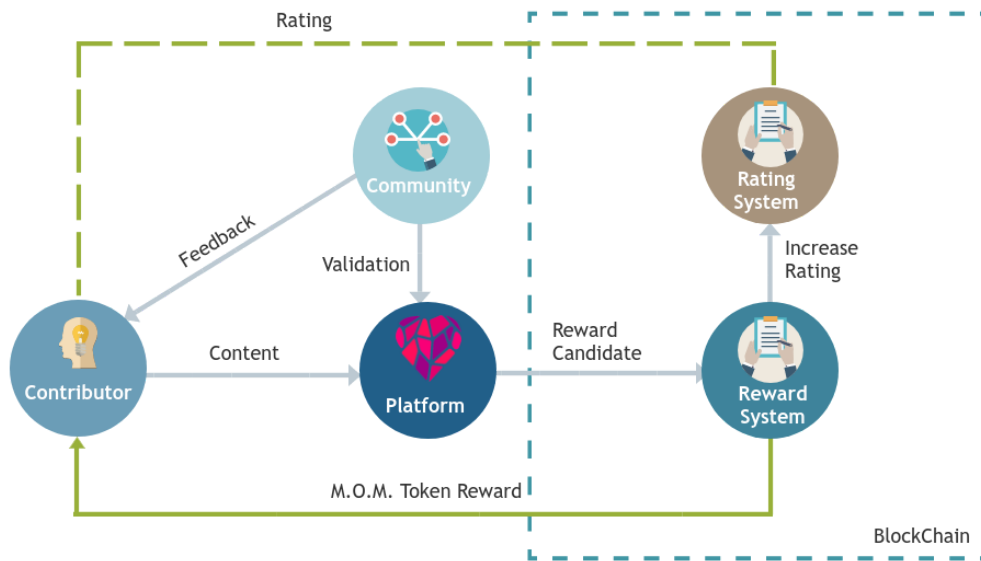 Rating
Community
Rating
System
Feedback
Validation
Increase
Rating
Content
Reward
Candidate
Contributor
Platform
Reward
System
M.O.M. Token Reward
BlockChain